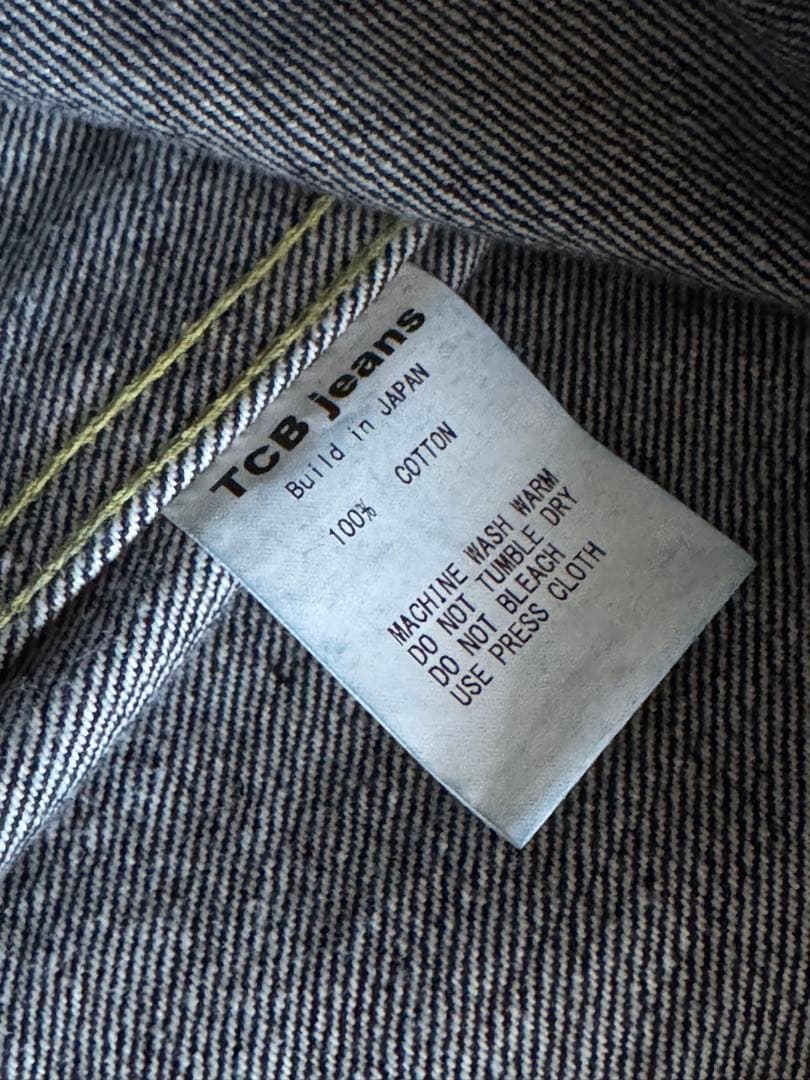 TCB jeans
Build in JAPAN
100% COTTON
MACHINE WASH WARM
DO NOT TUMBLE DRY
DO NOT BLEACH
USE PRESS CLOTH